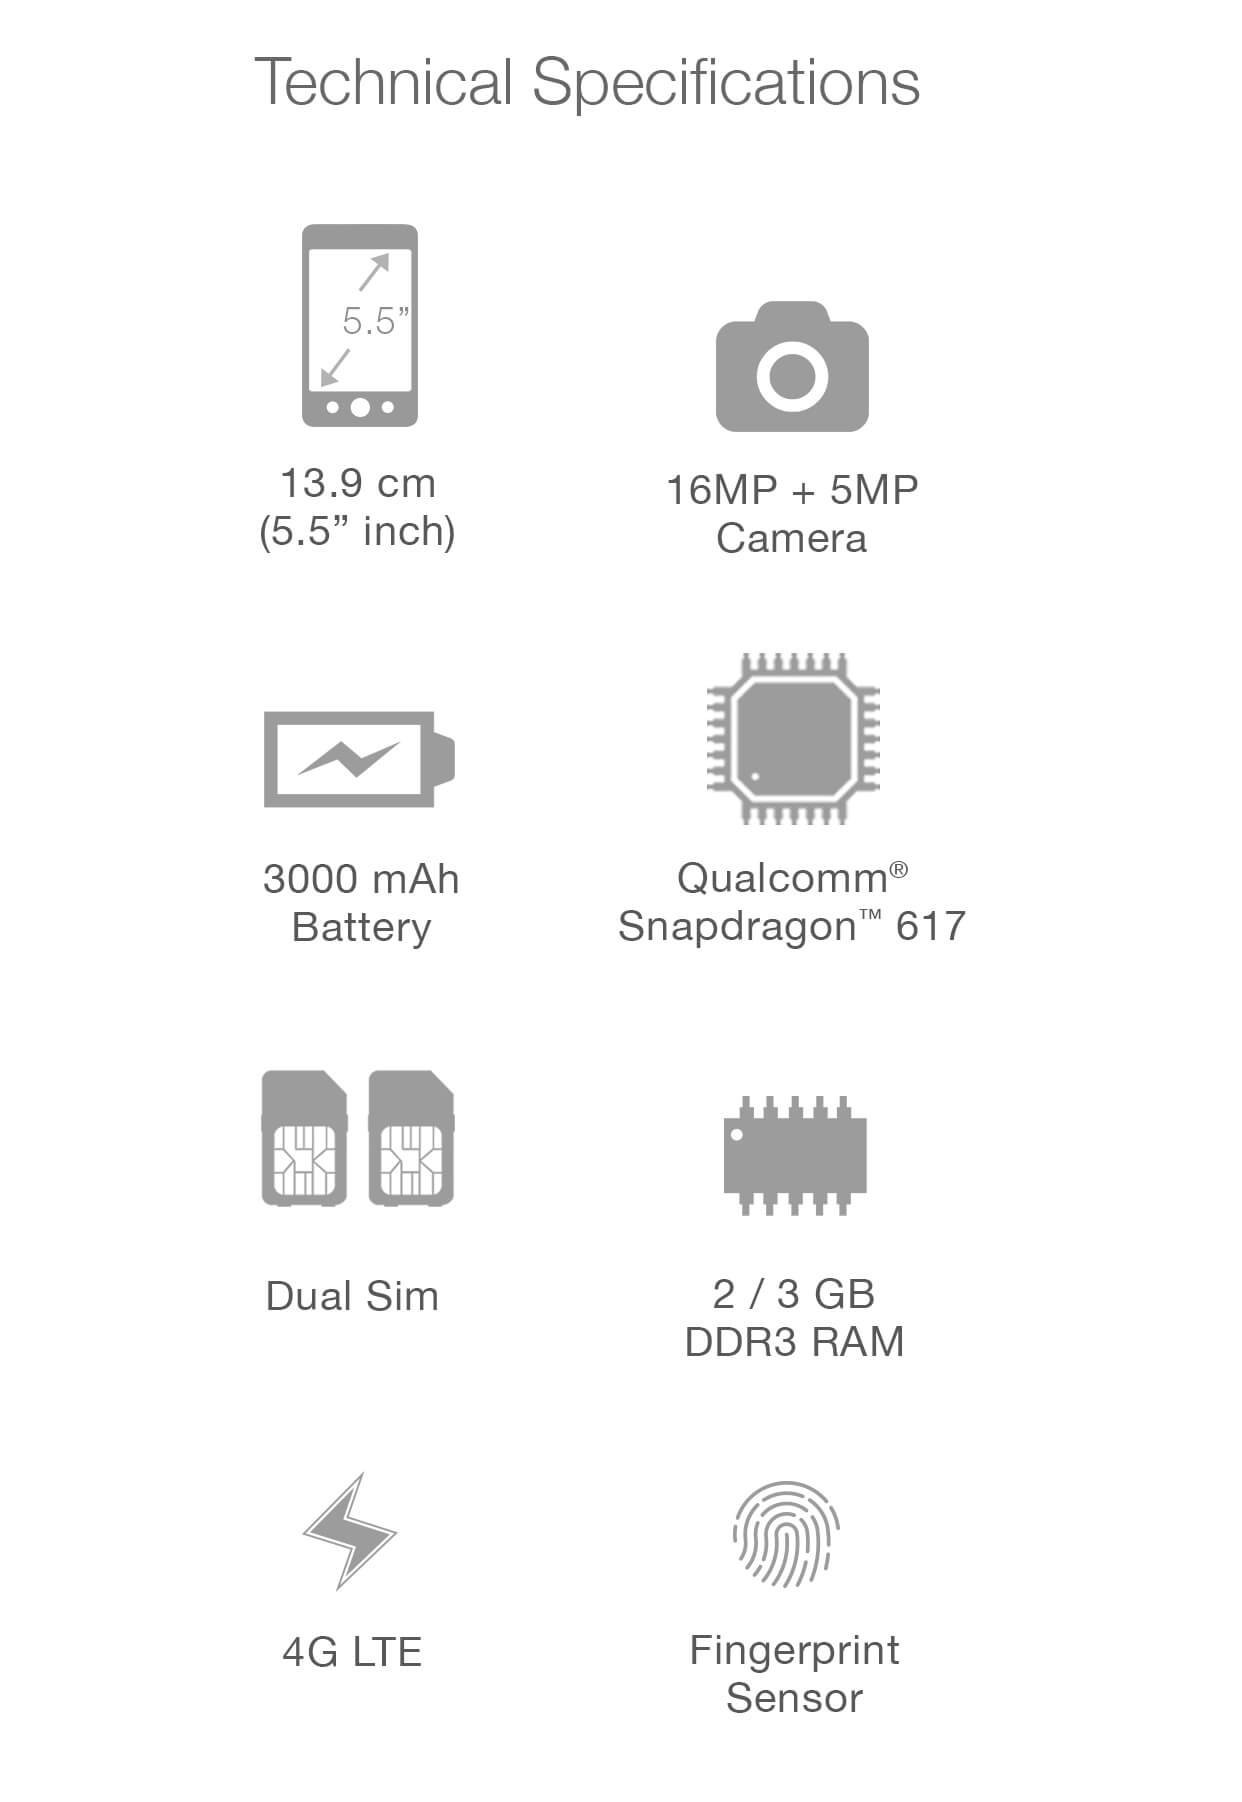 Technical Specifications
5.5”
13.9 cm
(5.5” inch)
16MP + 5MP
Camera
3000 mAh
Battery
Qualcomm®
Snapdragon™ 617
Dual Sim
2 / 3 GB
DDR3 RAM
4G LTE
Fingerprint
Sensor